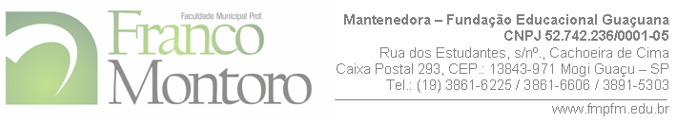 Faculdade Municipal Prof.
Franco
Montoro
Mantenedora – Fundação Educacional Guaçuana
CNPJ 52.742.236/0001-05
Rua dos Estudantes, s/nº., Cachoeira de Cima
Caixa Postal 293, CEP.: 13843-971 Mogi Guaçu – SP
Tel.: (19) 3861-6225 / 3861-6606 / 3891-5303
www.fmpfm.edu.br